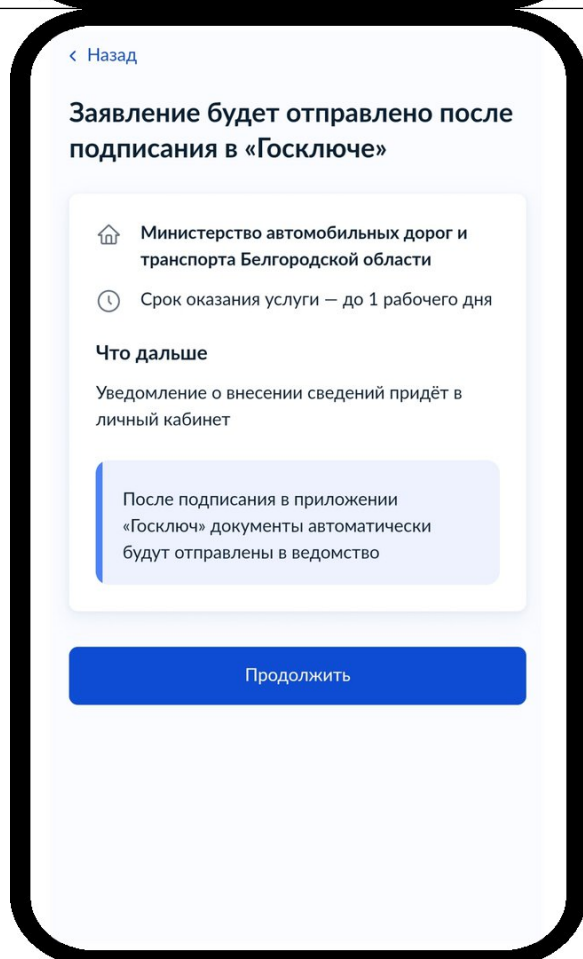 Назад
Заявление будет отправлено после
подписания в «Госключе»
Министерство автомобильных дорог и
транспорта Белгородской области
Срок оказания услуги — до 1 рабочего дня
Что дальше
Уведомление о внесении сведений придёт в
личный кабинет
После подписания в приложении
«Госключ» документы автоматически
будут отправлены в ведомство
Продолжить